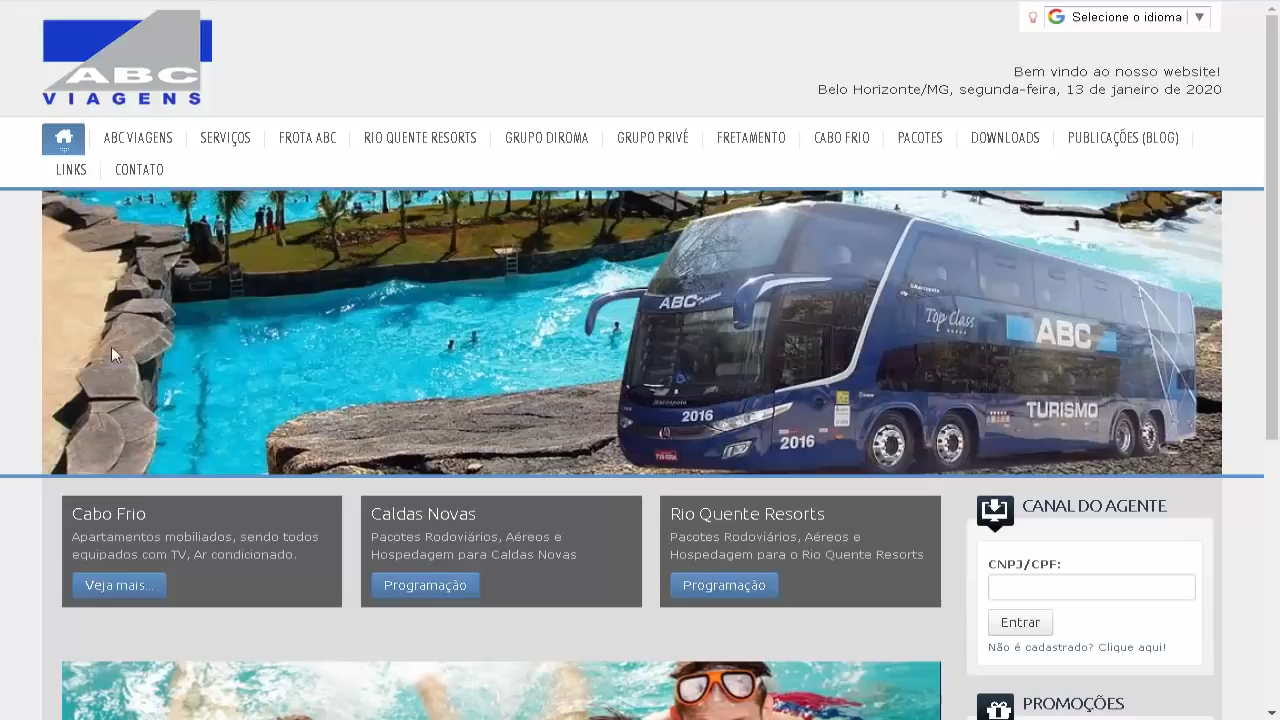 ABC
VIAGENS
Selecione o idioma
Bem vindo ao nosso website!
Belo Horizonte/MG, segunda-feira, 13 de janeiro de 2020
ABC VIAGENS
SERVIÇOS
FROTA ABC
RIO QUENTE RESORTS
GRUPO DIROMA
GRUPO PRIVÉ
FRETAMENTO
CABO FRIO
PACOTES
DOWNLOADS
PUBLICAÇÕES (BLOG)
LINKS
CONTATO
ABC Turismo
Marcopolo
Top Class
ABC
TURISMO
Marcopolo
2016
2016
Cabo Frio
Apartamentos mobiliados, sendo todos
equipados com TV, Ar condicionado.
Veja mais...
Caldas Novas
Pacotes Rodoviários, Aéreos e
Hospedagem para Caldas Novas
Programação
Rio Quente Resorts
Pacotes Rodoviários, Aéreos e
Hospedagem para o Rio Quente Resorts
Programação
CANAL DO AGENTE
CNPJ/CPF:
Entrar
Não é cadastrado? Clique aqui!
PROMOÇÕES